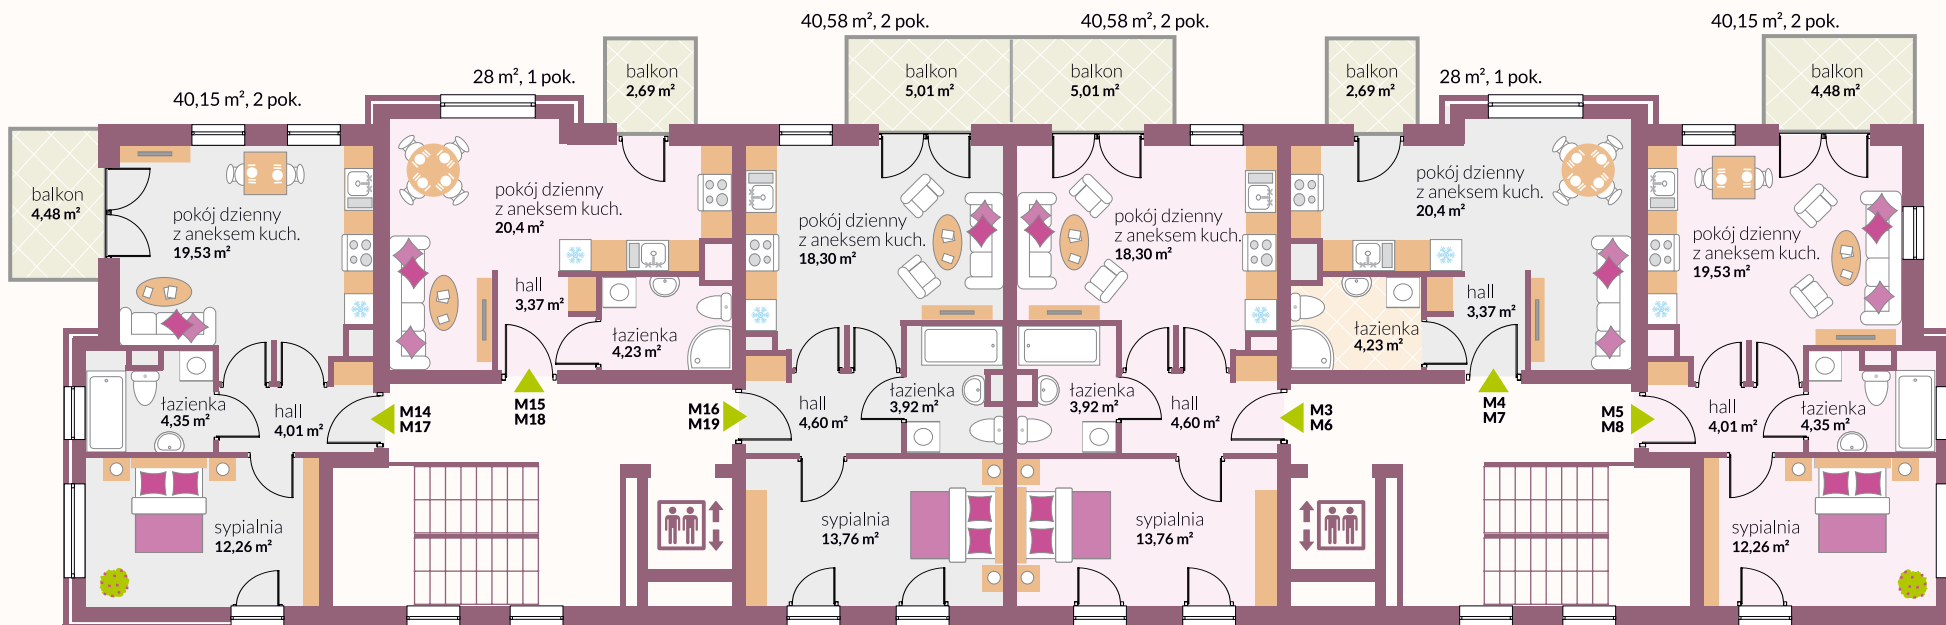 40,15 m², 2 pok.
balkon
4,48 m²
pokój dzienny
z aneksem kuch.
19,53 m²
łazienka
4,35 m²
hall
4,01 m²
sypialnia
12,26 m²
M14
M17
28 m², 1 pok.
balkon
2,69 m²
pokój dzienny
z aneksem kuch.
20,4 m²
hall
3,37 m²
łazienka
4,23 m²
M15
M18
40,58 m², 2 pok.
balkon
5,01 m²
pokój dzienny
z aneksem kuch.
18,30 m²
M16
M19
hall
4,60 m²
łazienka
3,92 m²
sypialnia
13,76 m²
40,58 m², 2 pok.
balkon
5,01 m²
pokój dzienny
z aneksem kuch.
18,30 m²
łazienka
3,92 m²
hall
4,60 m²
sypialnia
13,76 m²
M3
M6
28 m², 1 pok.
balkon
2,69 m²
pokój dzienny
z aneksem kuch.
20,4 m²
hall
3,37 m²
łazienka
4,23 m²
M4
M7
40,15 m², 2 pok.
balkon
4,48 m²
pokój dzienny
z aneksem kuch.
19,53 m²
M5
M8
hall
4,01 m²
łazienka
4,35 m²
sypialnia
12,26 m²